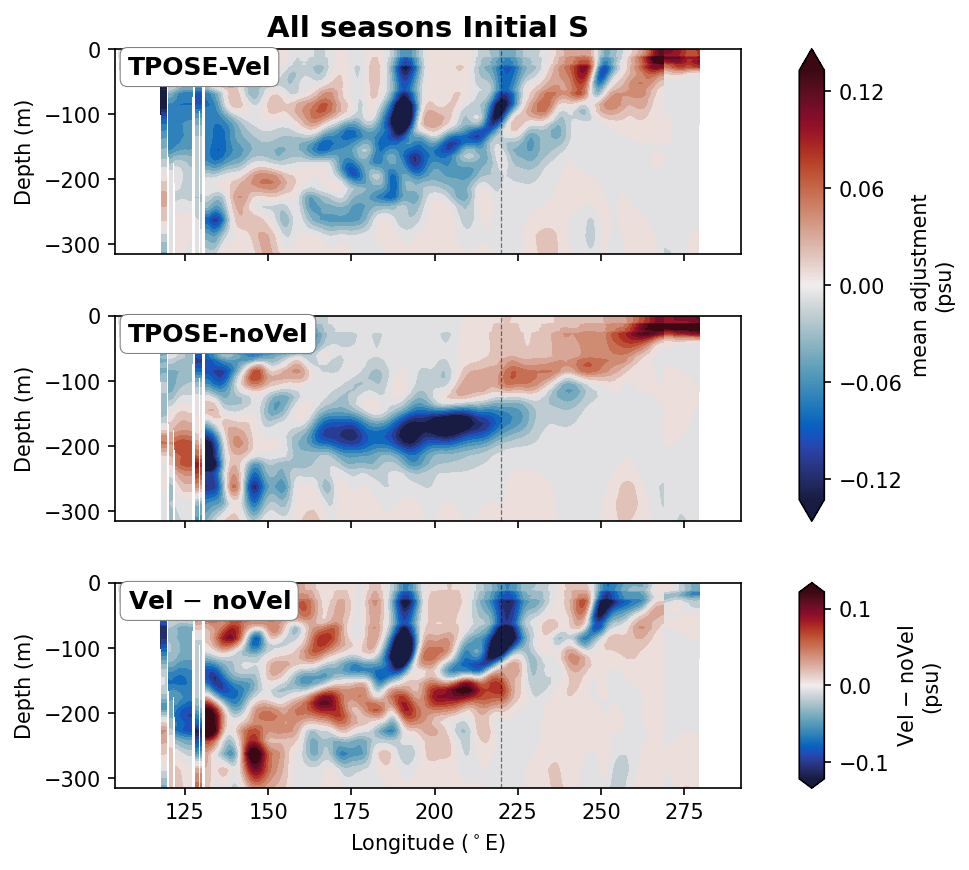 All seasons Initial S
TPOSE-Vel
0
−100
−200
−300
Depth (m)
TPOSE-noVel
0
−100
−200
−300
Depth (m)
0.12
0.06
0.00
−0.06
−0.12
mean adjustment
(psu)
Vel − noVel
0
−100
−200
−300
Depth (m)
125
150
175
200
225
250
275
Longitude (°E)
0.1
0.0
−0.1
Vel − noVel
(psu)